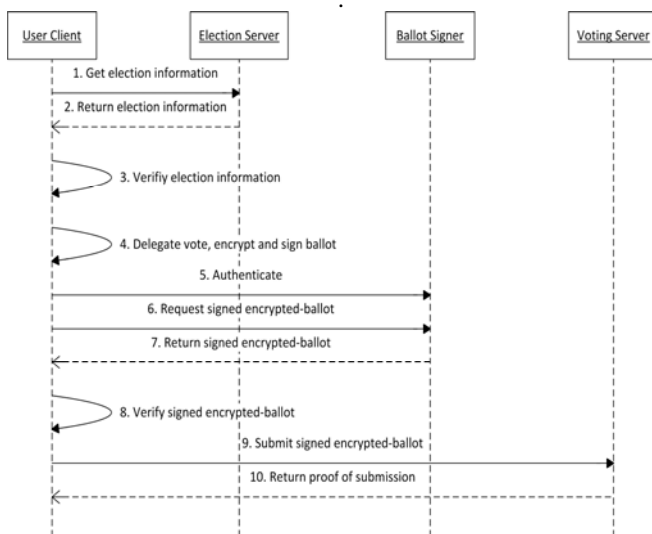 User Client
Election Server
Ballot Signer
Voting Server
1. Get election information
2. Return election information
3. Verifiy election information
4. Delegate vote, encrypt and sign ballot
5. Authenticate
6. Request signed encrypted-ballot
7. Return signed encrypted-ballot
8. Verify signed encrypted-ballot
9. Submit signed encrypted-ballot
10. Return proof of submission